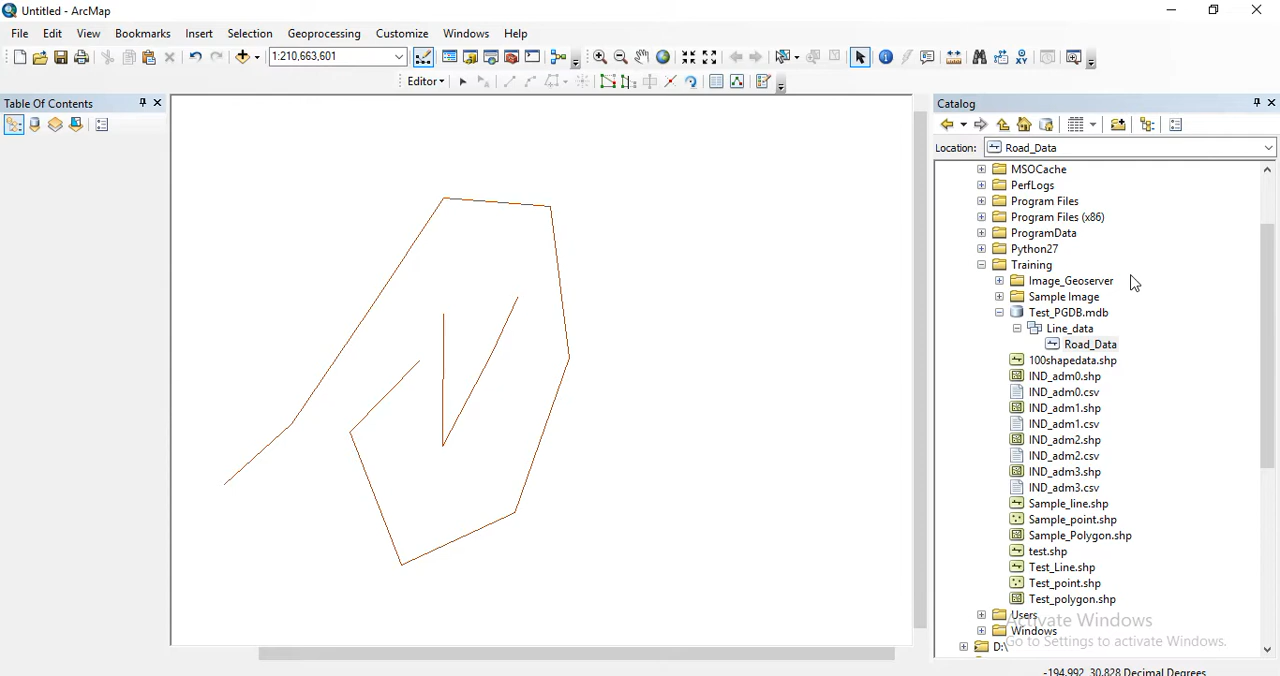 Untitled - ArcMap
File Edit View Bookmarks Insert Selection Geoprocessing Customize Windows Help
1:210,663,601
Editor
Table Of Contents
Catalog
Location: Road_Data
MSOCache
PerfLogs
Program Files
Program Files (x86)
ProgramData
Python27
Training
Image_Geoserver
Sample Image
Test_PGDB.mdb
Line_data
Road_Data
100shapedata.shp
IND_adm0.shp
IND_adm0.csv
IND_adm1.shp
IND_adm1.csv
IND_adm2.shp
IND_adm2.csv
IND_adm3.shp
IND_adm3.csv
Sample_line.shp
Sample_point.shp
Sample_Polygon.shp
test.shp
Test_Line.shp
Test_point.shp
Test_polygon.shp
Users
Activate Windows
Windows
Go to Settings to activate Windows.
D:\
-194.992 30.828 Decimal Degrees